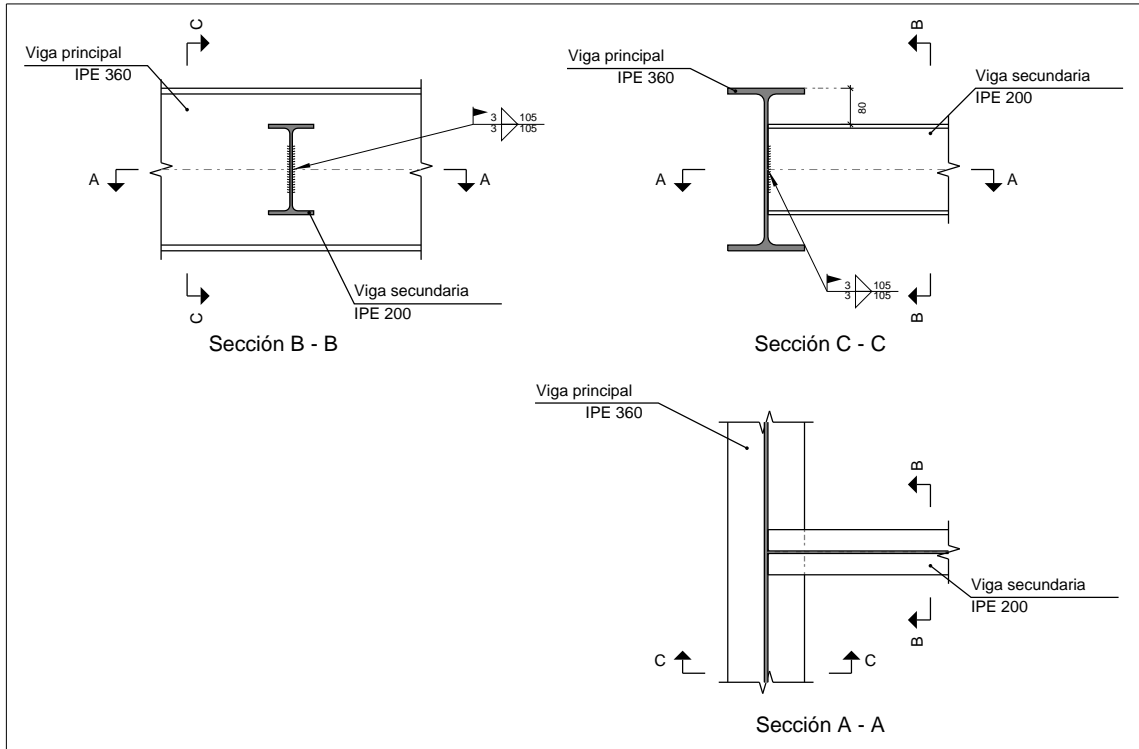 C
Viga principal
IPE 360
3 105
3 105
A
A
Viga secundaria
IPE 200
C
Sección B - B
B
Viga principal
IPE 360
80
Viga secundaria
IPE 200
A
A
3 105
3 105
B
Sección C - C
Viga principal
IPE 360
B
Viga secundaria
IPE 200
B
C
C
Sección A - A